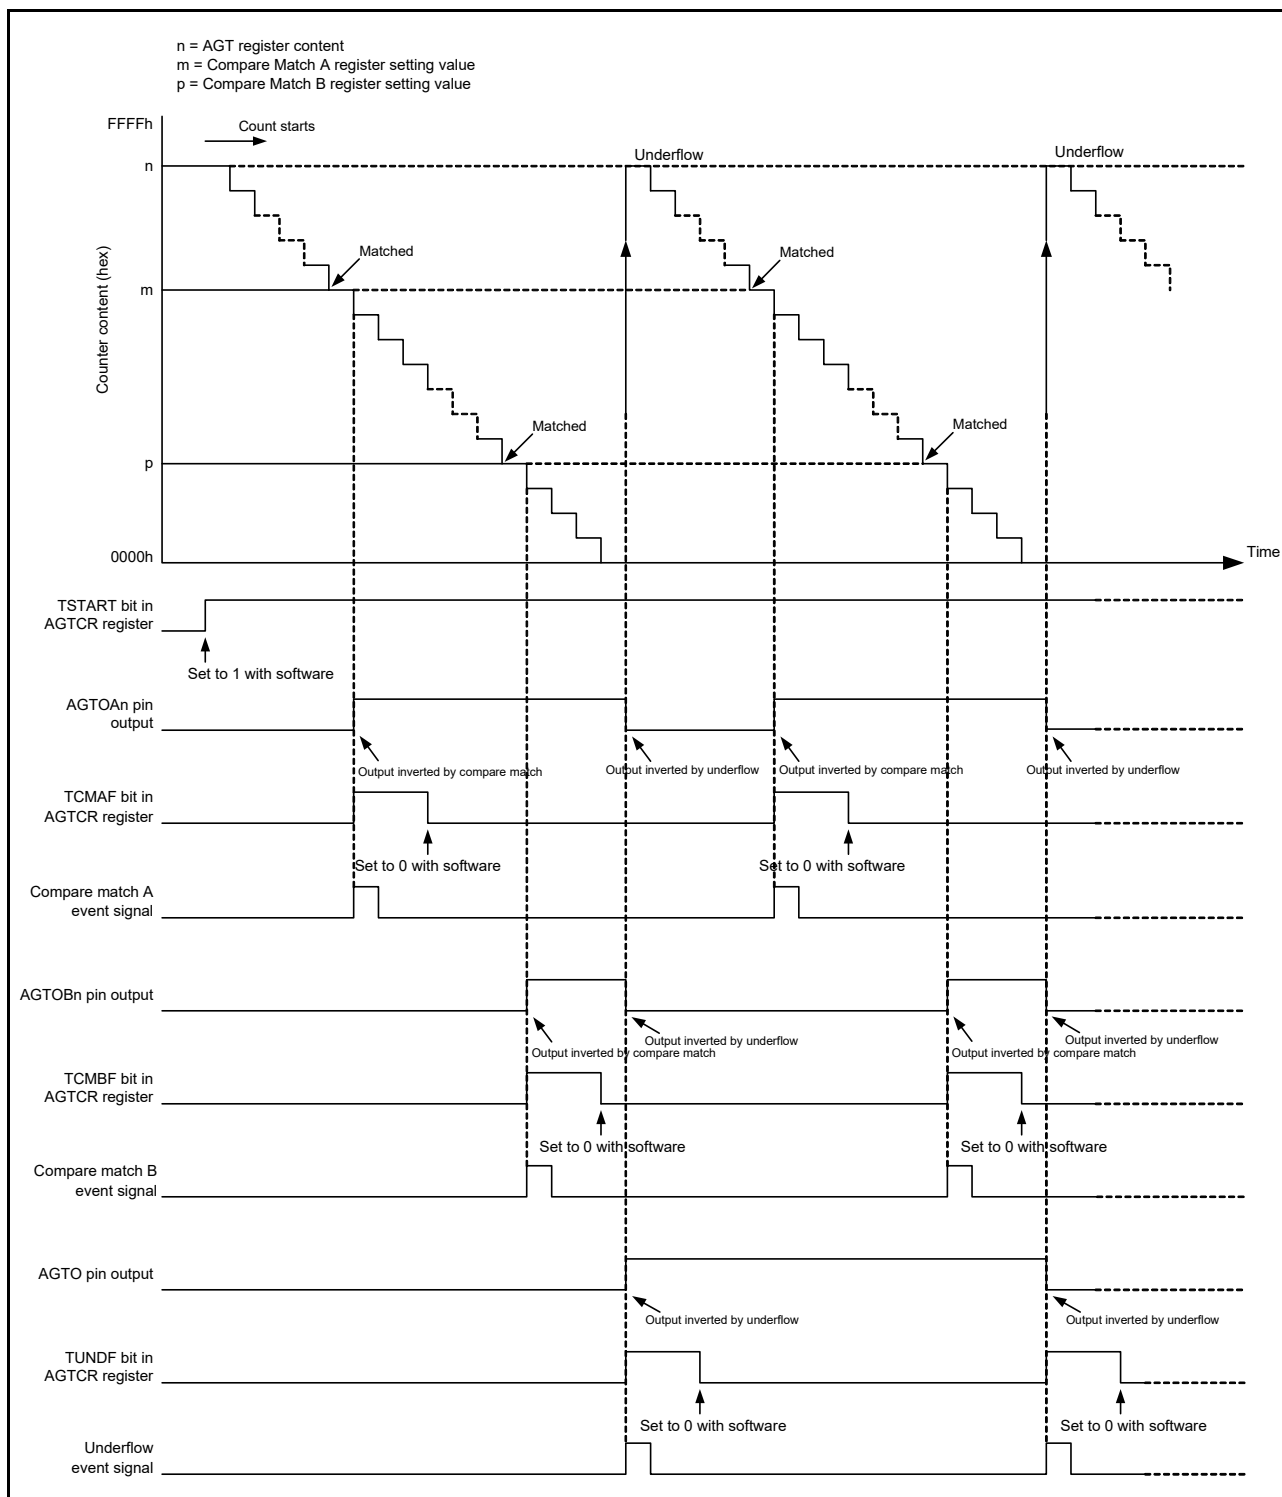 n = AGT register content
m = Compare Match A register setting value
p = Compare Match B register setting value
FFFFh
Count starts
n
Underflow
Underflow
Matched
Matched
m
Counter content (hex)
Matched
Matched
p
0000h
Time
TSTART bit in
AGTCR register
Set to 1 with software
AGTOAn pin
output
Output inverted by compare match
Output inverted by underflow
Output inverted by compare match
Output inverted by underflow
TCMAF bit in
AGTCR register
Set to 0 with software
Set to 0 with software
Compare match A
event signal
AGTOBn pin output
Output inverted by underflow
Output inverted by underflow
Output inverted by compare match
Output inverted by compare match
TCMBF bit in
AGTCR register
Set to 0 with software
Set to 0 with software
Compare match B
event signal
AGTO pin output
Output inverted by underflow
Output inverted by underflow
TUNDF bit in
AGTCR register
Set to 0 with software
Set to 0 with software
Underflow
event signal